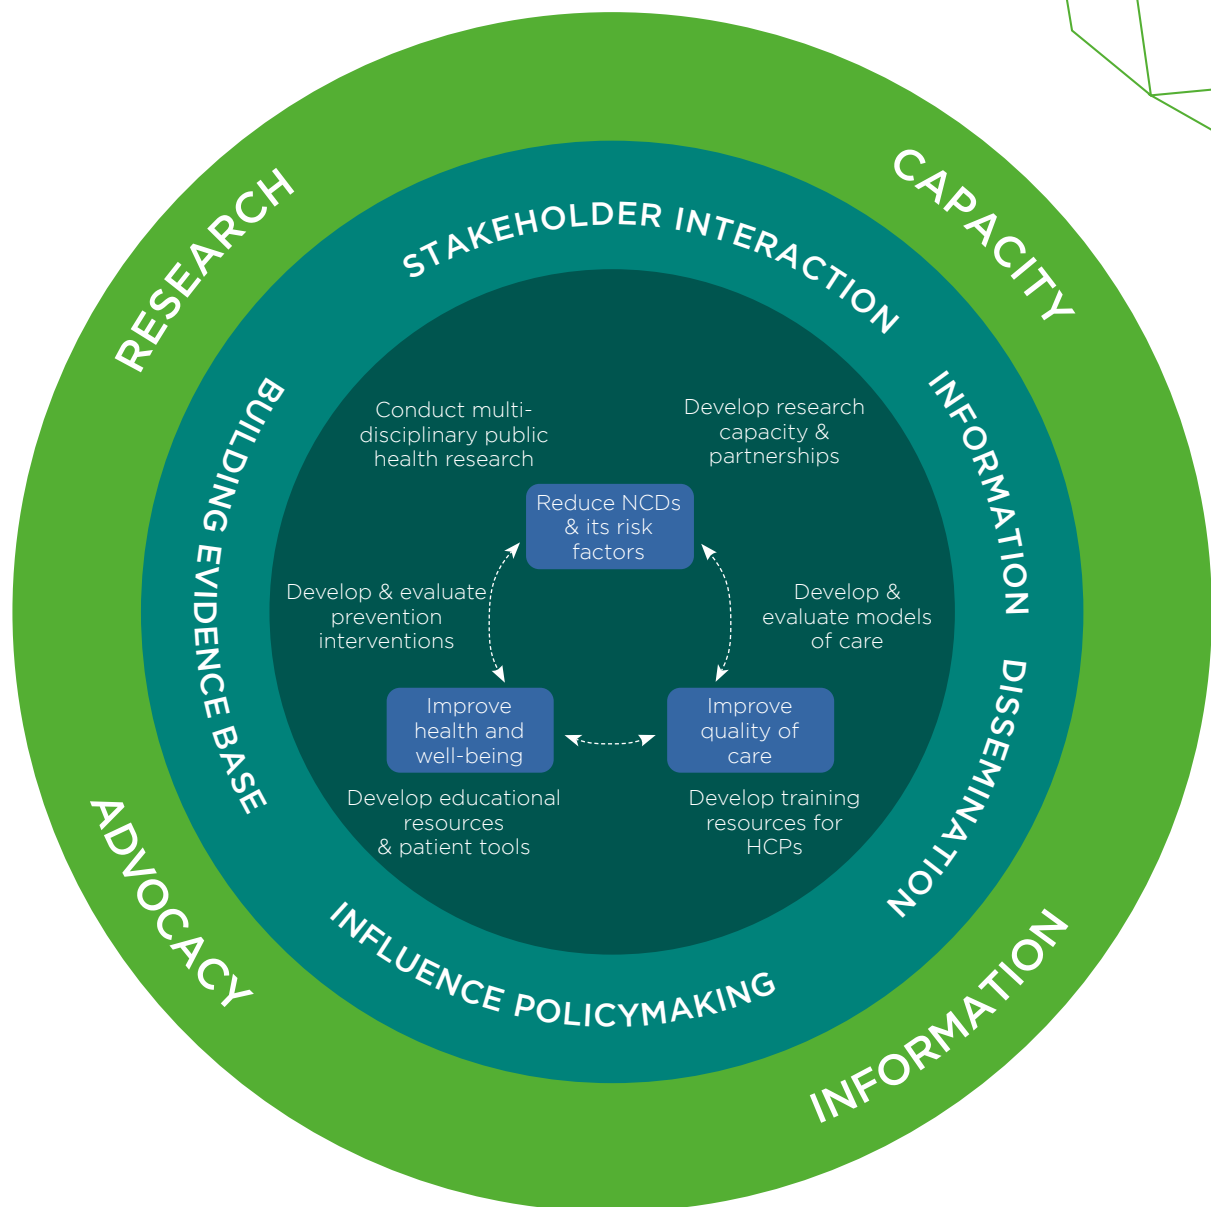 RESEARCH
CAPACITY
STAKEHOLDER INTERACTION
BUILDING EVIDENCE BASE
INFORMATION
DISSEMINATION
Conduct multi-
disciplinary public
health research
Develop research
capacity &
partnerships
Reduce NCDs
& its risk
factors
Develop & evaluate
prevention
interventions
Develop &
evaluate models
of care
Improve
health and
well-being
Improve
quality of
care
Develop educational
resources
& patient tools
Develop training
resources for
HCPs
INFLUENCE POLICYMAKING
ADVOCACY
INFORMATION